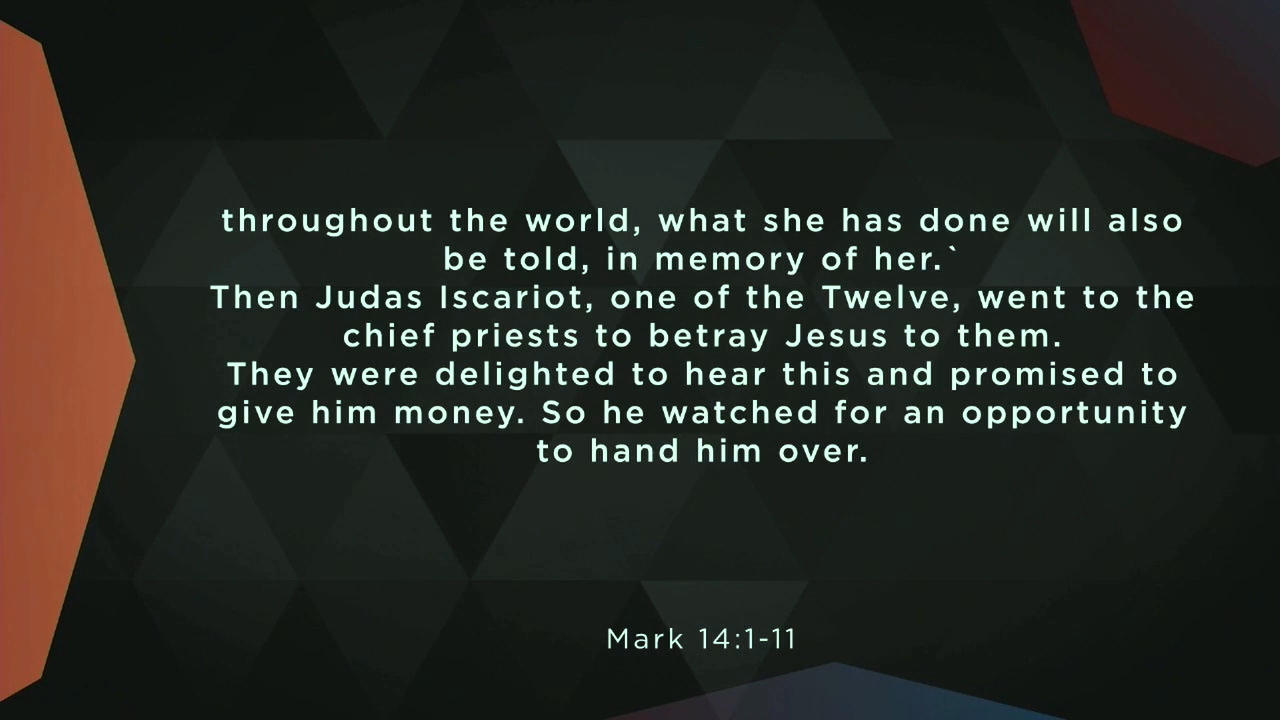 throughout the world, what she has done will also
be told, in memory of her.`
Then Judas Iscariot, one of the Twelve, went to the
chief priests to betray Jesus to them.
They were delighted to hear this and promised to
give him money. So he watched for an opportunity
to hand him over.
Mark 14:1-11